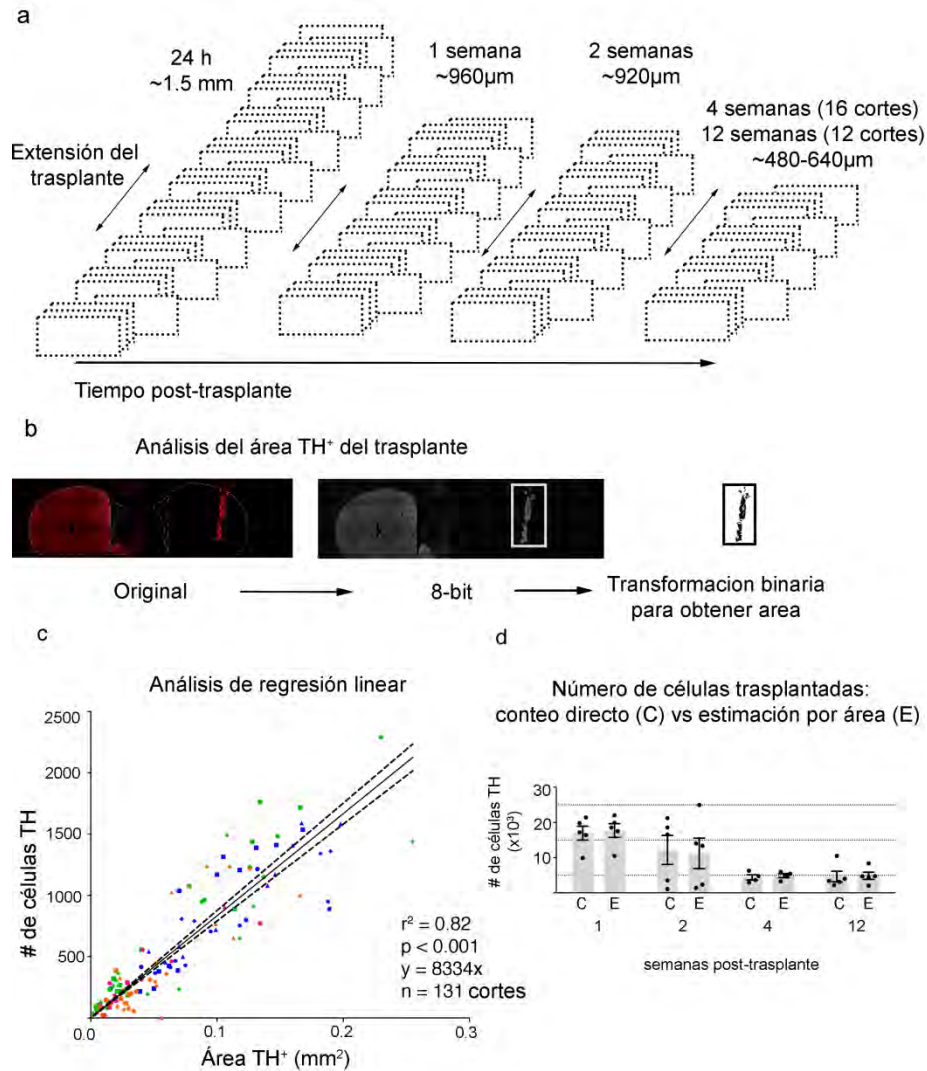 a
24 h
~1.5 mm
1 semana
~960µm
2 semanas
~920µm
4 semanas (16 cortes)
12 semanas (12 cortes)
~480-640µm
Extensión del
trasplante
Tiempo post-trasplante
b
Análisis del área TH⁺ del trasplante
Original
8-bit
Transformacion binaria
para obtener area
c
Análisis de regresión linear
# de células TH
2500
2000
1500
1000
500
0.0
0.1
0.2
0.3
r² = 0.82
p < 0.001
y = 8334x
n = 131 cortes
Área TH⁺ (mm²)
d
Número de células trasplantadas:
conteo directo (C) vs estimación por área (E)
# de células TH
(x10³)
30
20
10
C E C E C E C E
1 2 4 12
semanas post-trasplante